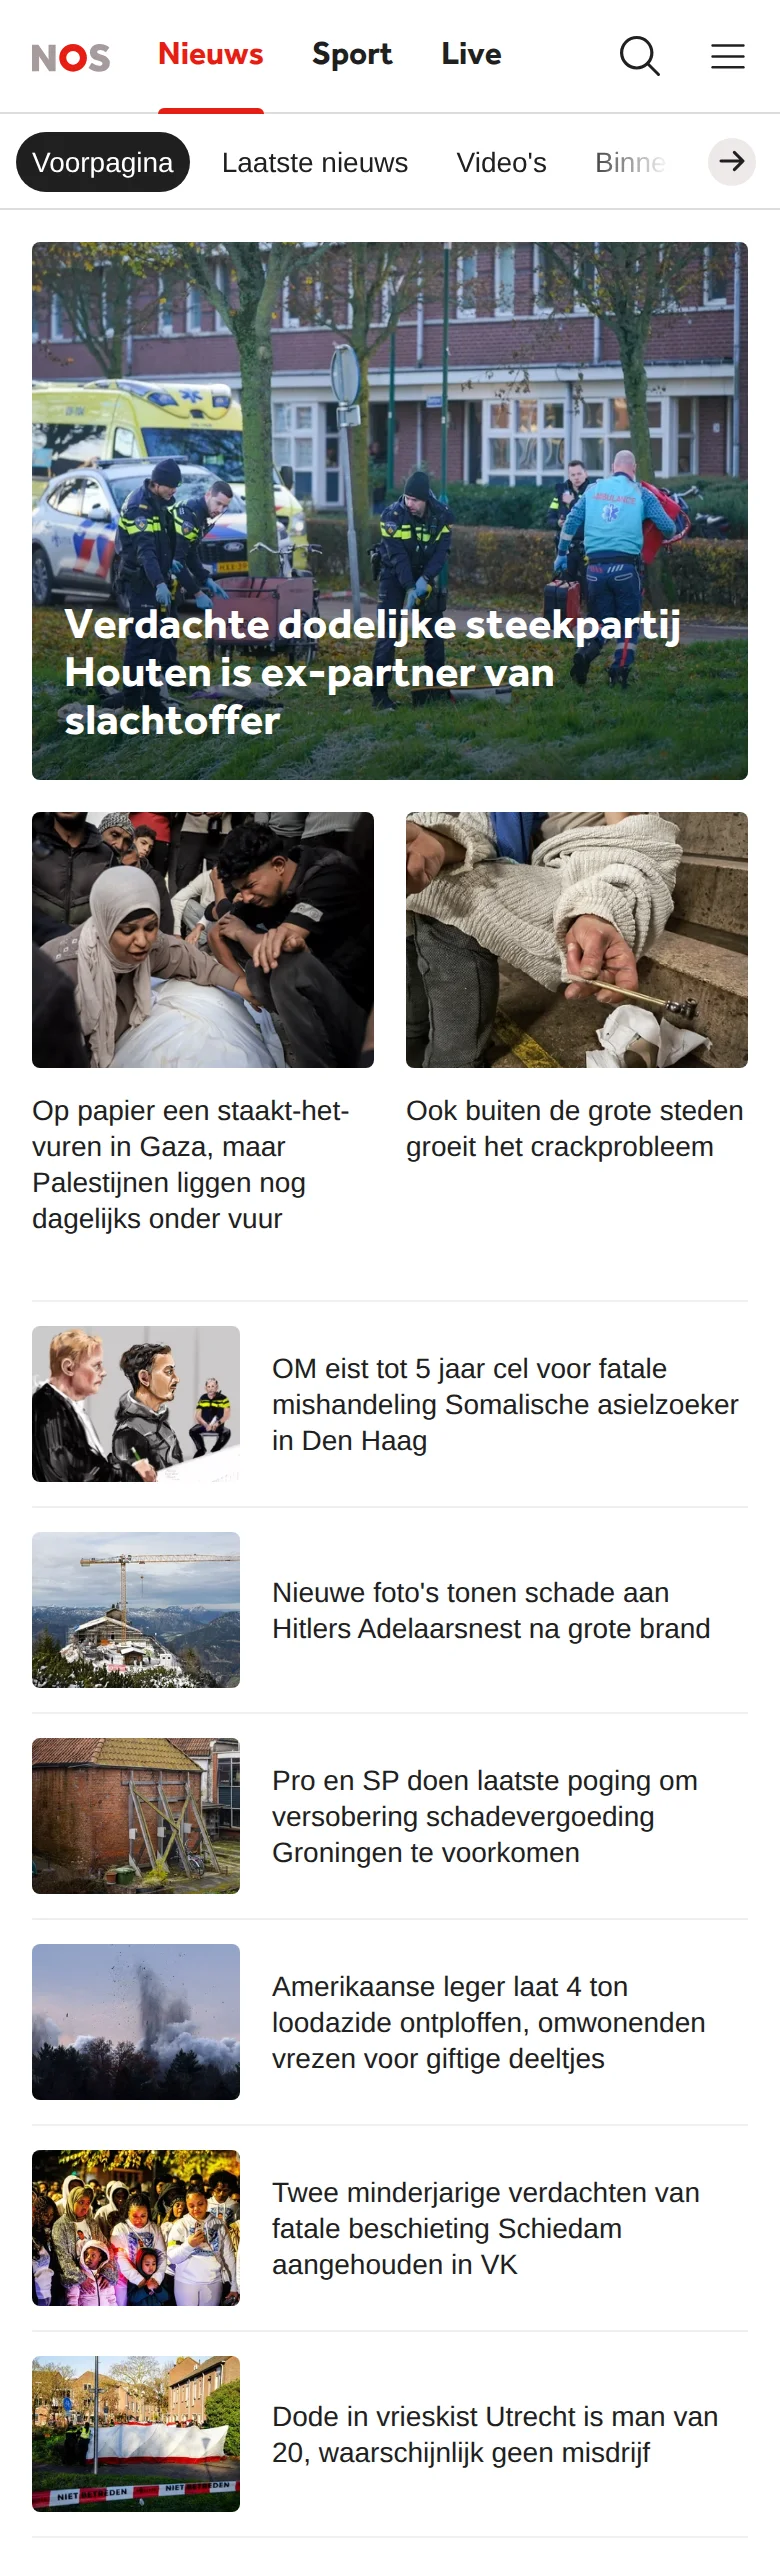 NOS Nieuws Sport Live
Voorpagina Laatste nieuws Video's Binne
AMBULANCE
Verdachte dodelijke steekpartij
Houten is ex-partner van
slachtoffer
Op papier een staakt-het-
vuren in Gaza, maar
Palestijnen liggen nog
dagelijks onder vuur
Ook buiten de grote steden
groeit het crackprobleem
OM eist tot 5 jaar cel voor fatale
mishandeling Somalische asielzoeker
in Den Haag
Nieuwe foto's tonen schade aan
Hitlers Adelaarsnest na grote brand
Pro en SP doen laatste poging om
versobering schadevergoeding
Groningen te voorkomen
Amerikaanse leger laat 4 ton
loodazide ontploffen, omwonenden
vrezen voor giftige deeltjes
Twee minderjarige verdachten van
fatale beschieting Schiedam
aangehouden in VK
NIET BETREDEN NIET BETREDEN
Dode in vrieskist Utrecht is man van
20, waarschijnlijk geen misdrijf